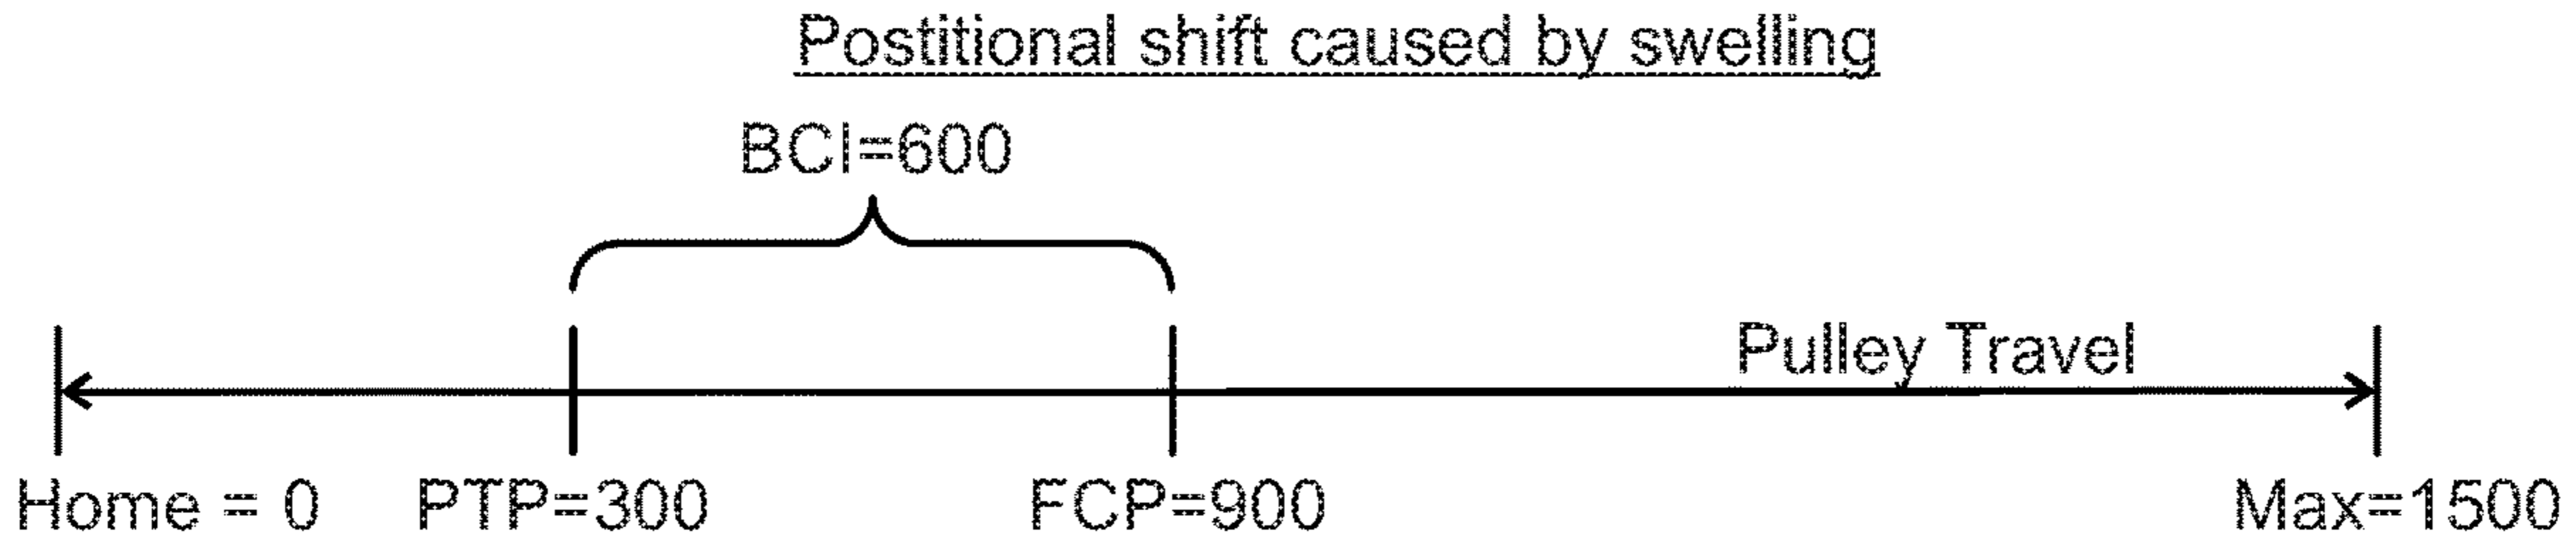 Postitional shift caused by swelling
BCI=600
Pulley Travel
Home = 0 PTP=300 FCP=900 Max=1500